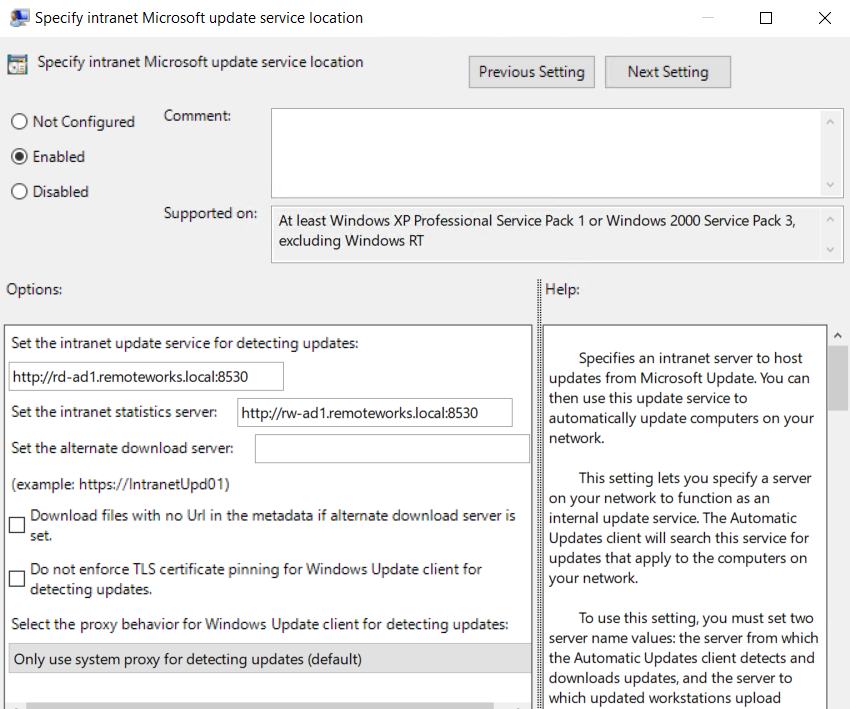 Specify intranet Microsoft update service location
Specify intranet Microsoft update service location
Previous Setting
Next Setting
Not Configured
Enabled
Disabled
Comment:
Supported on:
At least Windows XP Professional Service Pack 1 or Windows 2000 Service Pack 3,
excluding Windows RT
Options:
Set the intranet update service for detecting updates:
http://rd-ad1.remoteworks.local:8530
Set the intranet statistics server:
http://rw-ad1.remoteworks.local:8530
Set the alternate download server:
(example: https://IntranetUpd01)
Download files with no Url in the metadata if alternate download server is
set.
Do not enforce TLS certificate pinning for Windows Update client for
detecting updates.
Select the proxy behavior for Windows Update client for detecting updates:
Only use system proxy for detecting updates (default)
Help:
Specifies an intranet server to host
updates from Microsoft Update. You can
then use this update service to
automatically update computers on your
network.
This setting lets you specify a server
on your network to function as an
internal update service. The Automatic
Updates client will search this service for
updates that apply to the computers on
your network.
To use this setting, you must set two
server name values: the server from which
the Automatic Updates client detects and
downloads updates, and the server to
which updated workstations upload